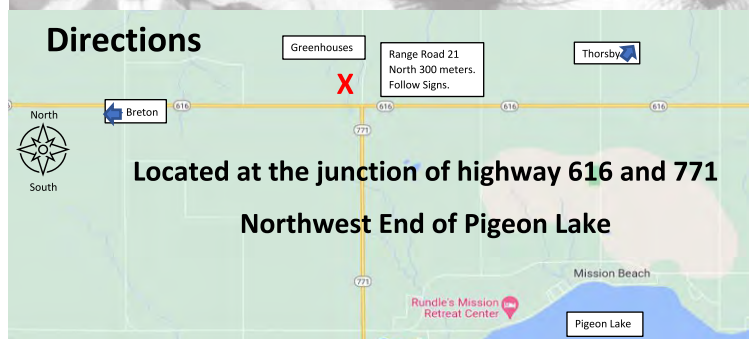 Directions
Greenhouses
Range Road 21
North 300 meters.
Follow Signs.
Thorsby
X
616
Breton
616
616
616
North
South
771
Located at the junction of highway 616 and 771
Northwest End of Pigeon Lake
771
Mission Beach
Rundle's Mission
Retreat Center
Pigeon Lake